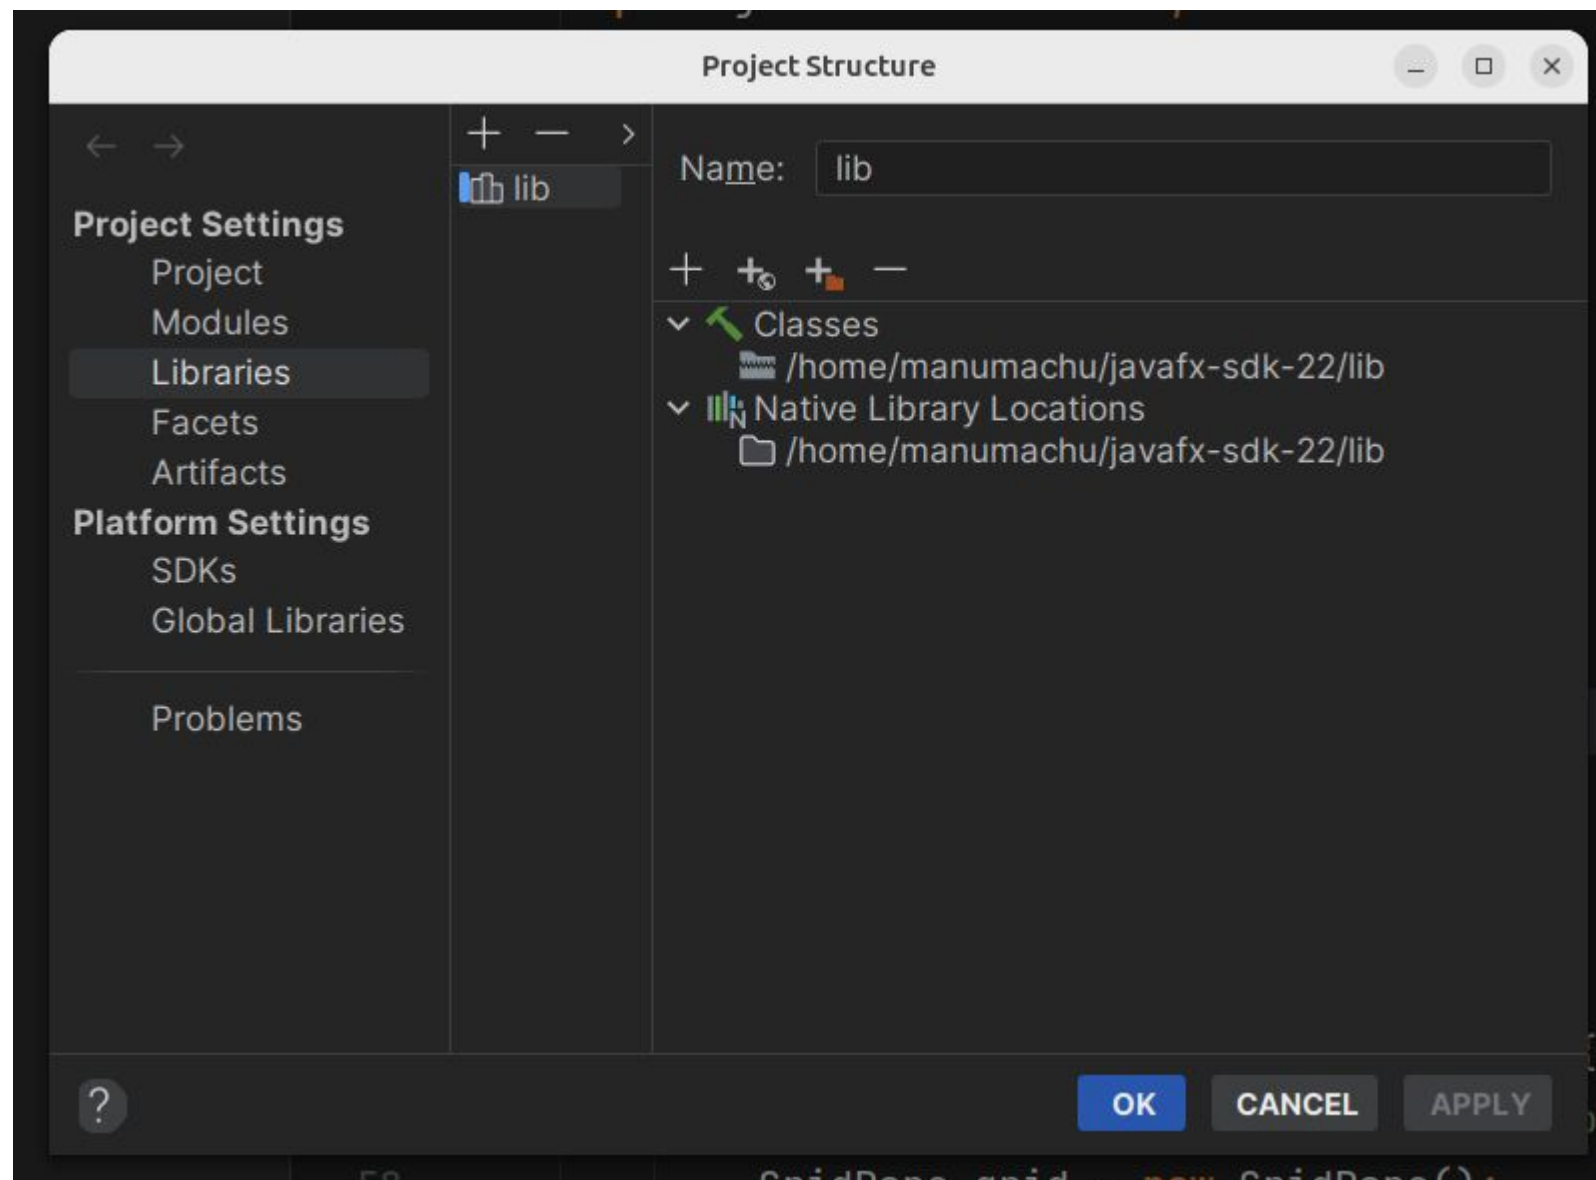 Project Structure
Name: lib
lib
Project Settings
Project
Modules
Libraries
Facets
Artifacts
Platform Settings
SDKs
Global Libraries
Problems
Classes
/home/manumachu/javafx-sdk-22/lib
Native Library Locations
/home/manumachu/javafx-sdk-22/lib
?
OK
CANCEL
APPLY